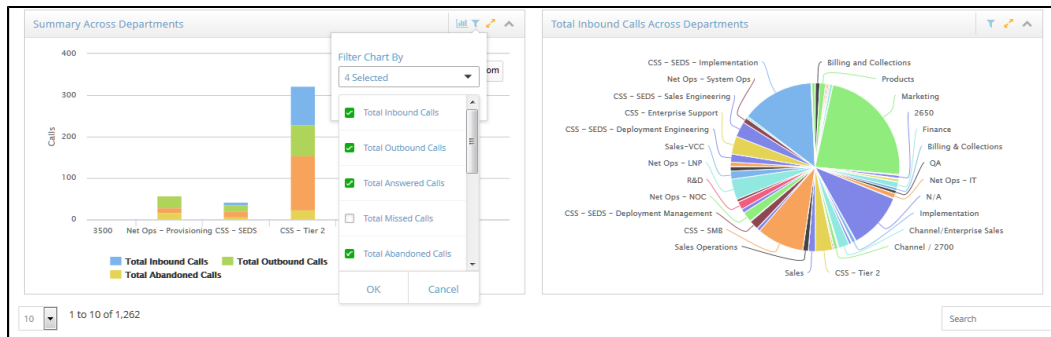 Summary Across Departments
Total Inbound Calls Across Departments
400
300
200
100
0
Calls
3500
Net Ops - Provisioning
CSS - SEDS
CSS - Tier 2
Total Inbound Calls
Total Outbound Calls
Total Abandoned Calls
Filter Chart By
4 Selected
om
Total Inbound Calls
Total Outbound Calls
Total Answered Calls
Total Missed Calls
Total Abandoned Calls
OK
Cancel
CSS - SEDS - Implementation
Net Ops - System Ops
CSS - SEDS - Sales Engineering
CSS - Enterprise Support
CSS - SEDS - Deployment Engineering
Sales-VCC
Net Ops - LNP
R&D
Net Ops - NOC
CSS - SEDS - Deployment Management
CSS - SMB
Sales Operations
Sales
CSS - Tier 2
Billing and Collections
Products
Marketing
2650
Finance
Billing & Collections
QA
Net Ops - IT
N/A
Implementation
Channel/Enterprise Sales
Channel / 2700
10
1 to 10 of 1,262
Search